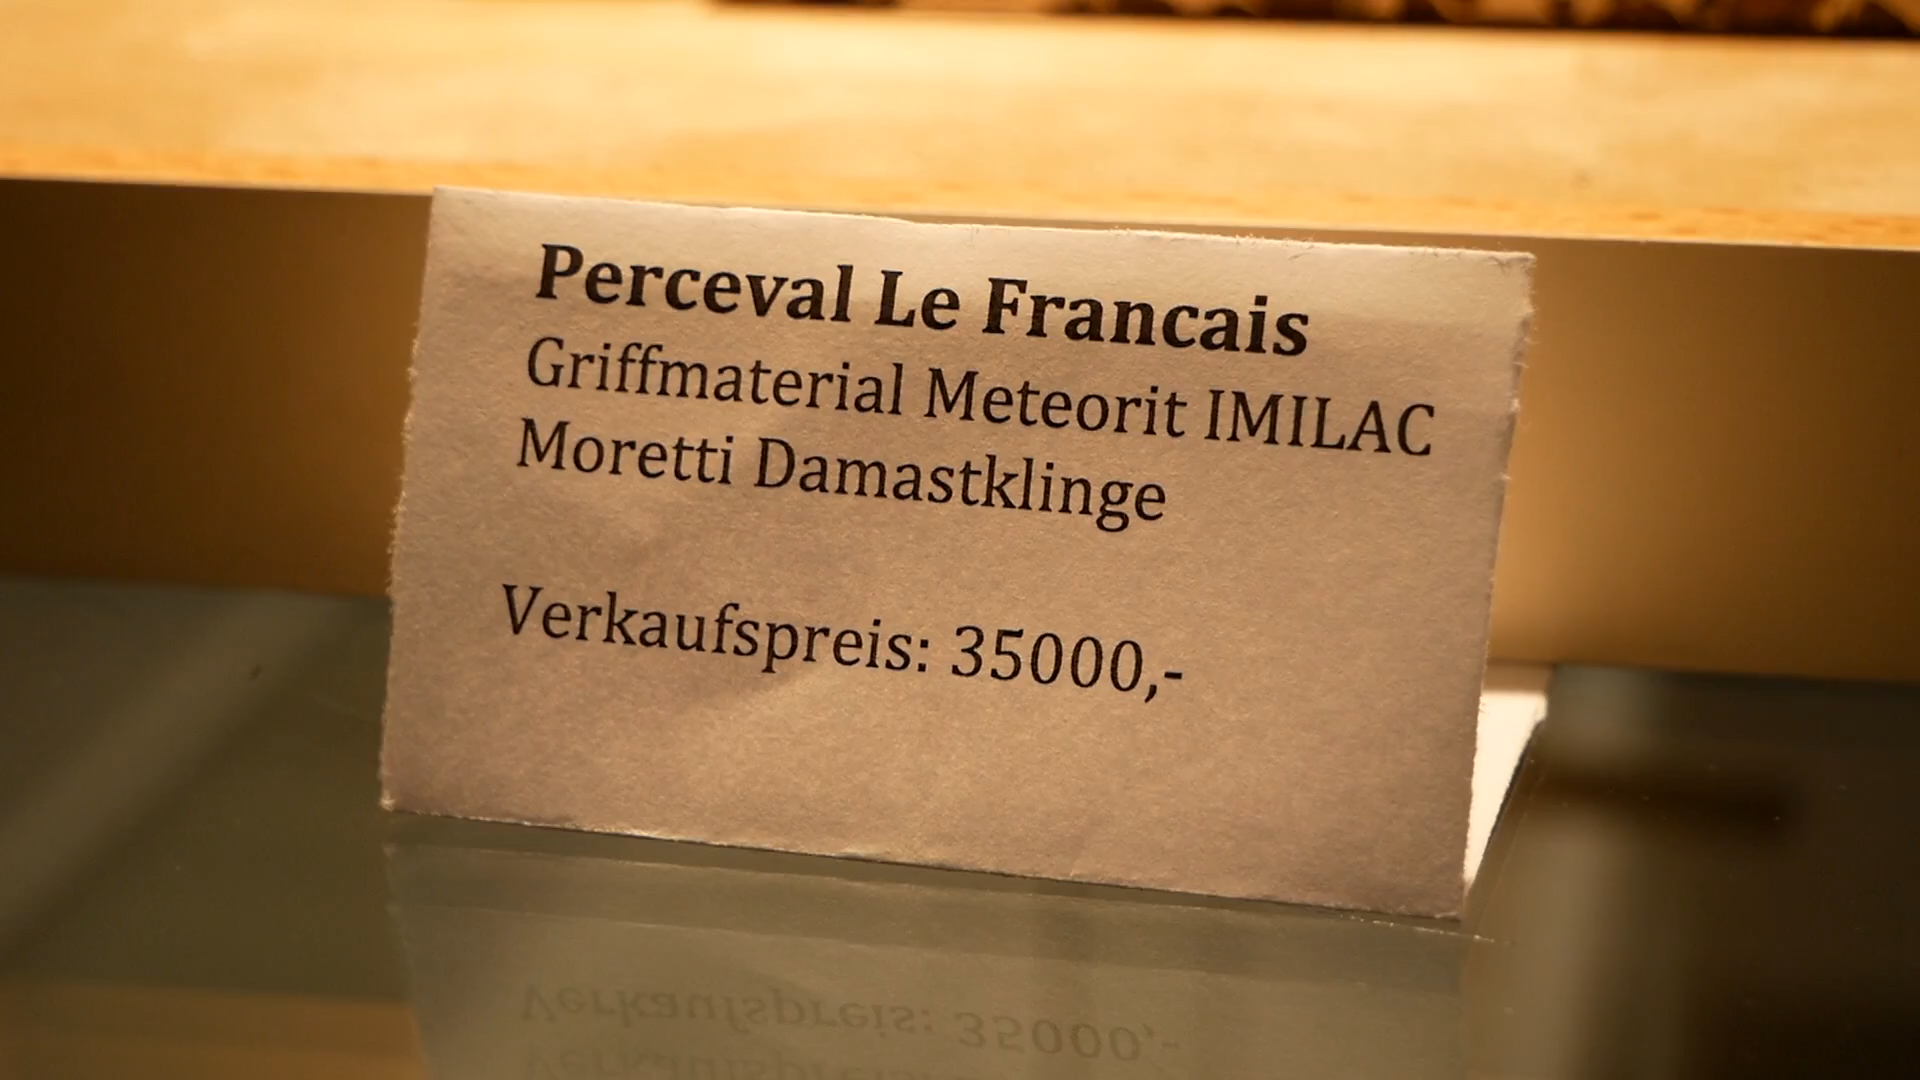 Perceval Le Francais
Griffmaterial Meteorit IMILAC
Moretti Damastklinge
Verkaufspreis: 35000,-